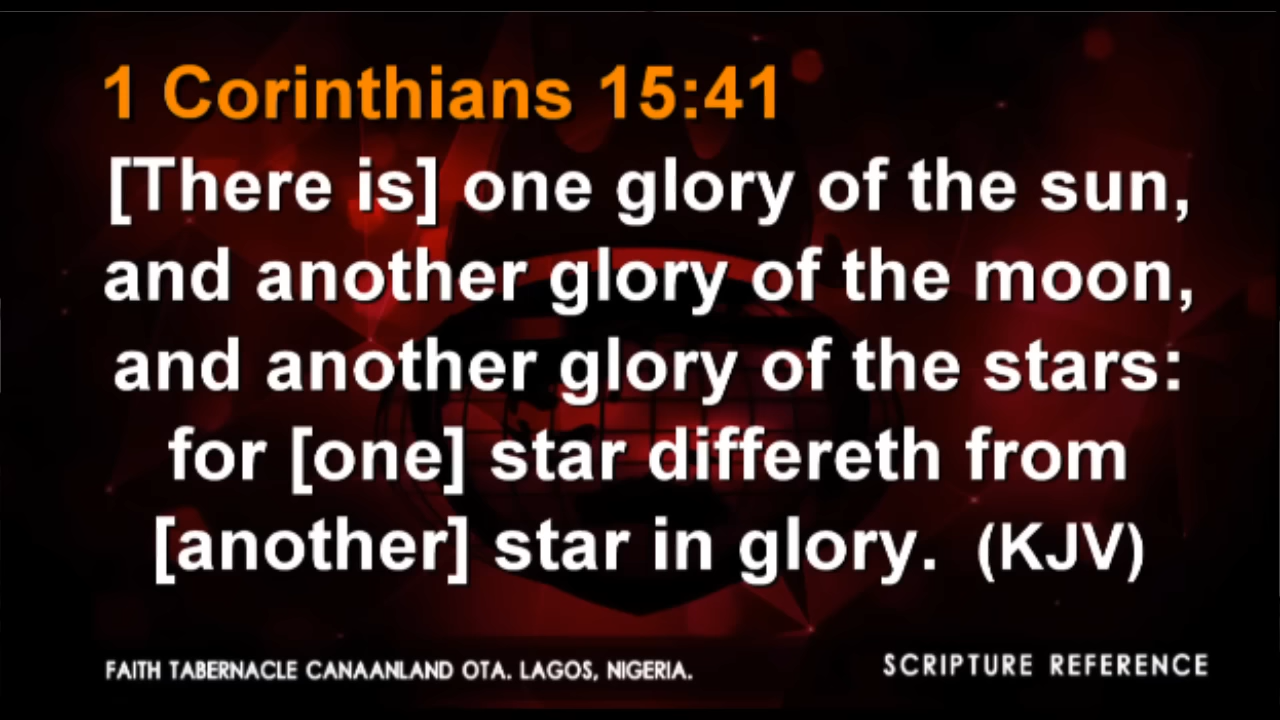 1 Corinthians 15:41
[There is] one glory of the sun,
and another glory of the moon,
and another glory of the stars:
for [one] star differeth from
[another] star in glory.  (KJV)
FAITH TABERNACLE CANAANLAND OTA. LAGOS, NIGERIA.
SCRIPTURE REFERENCE